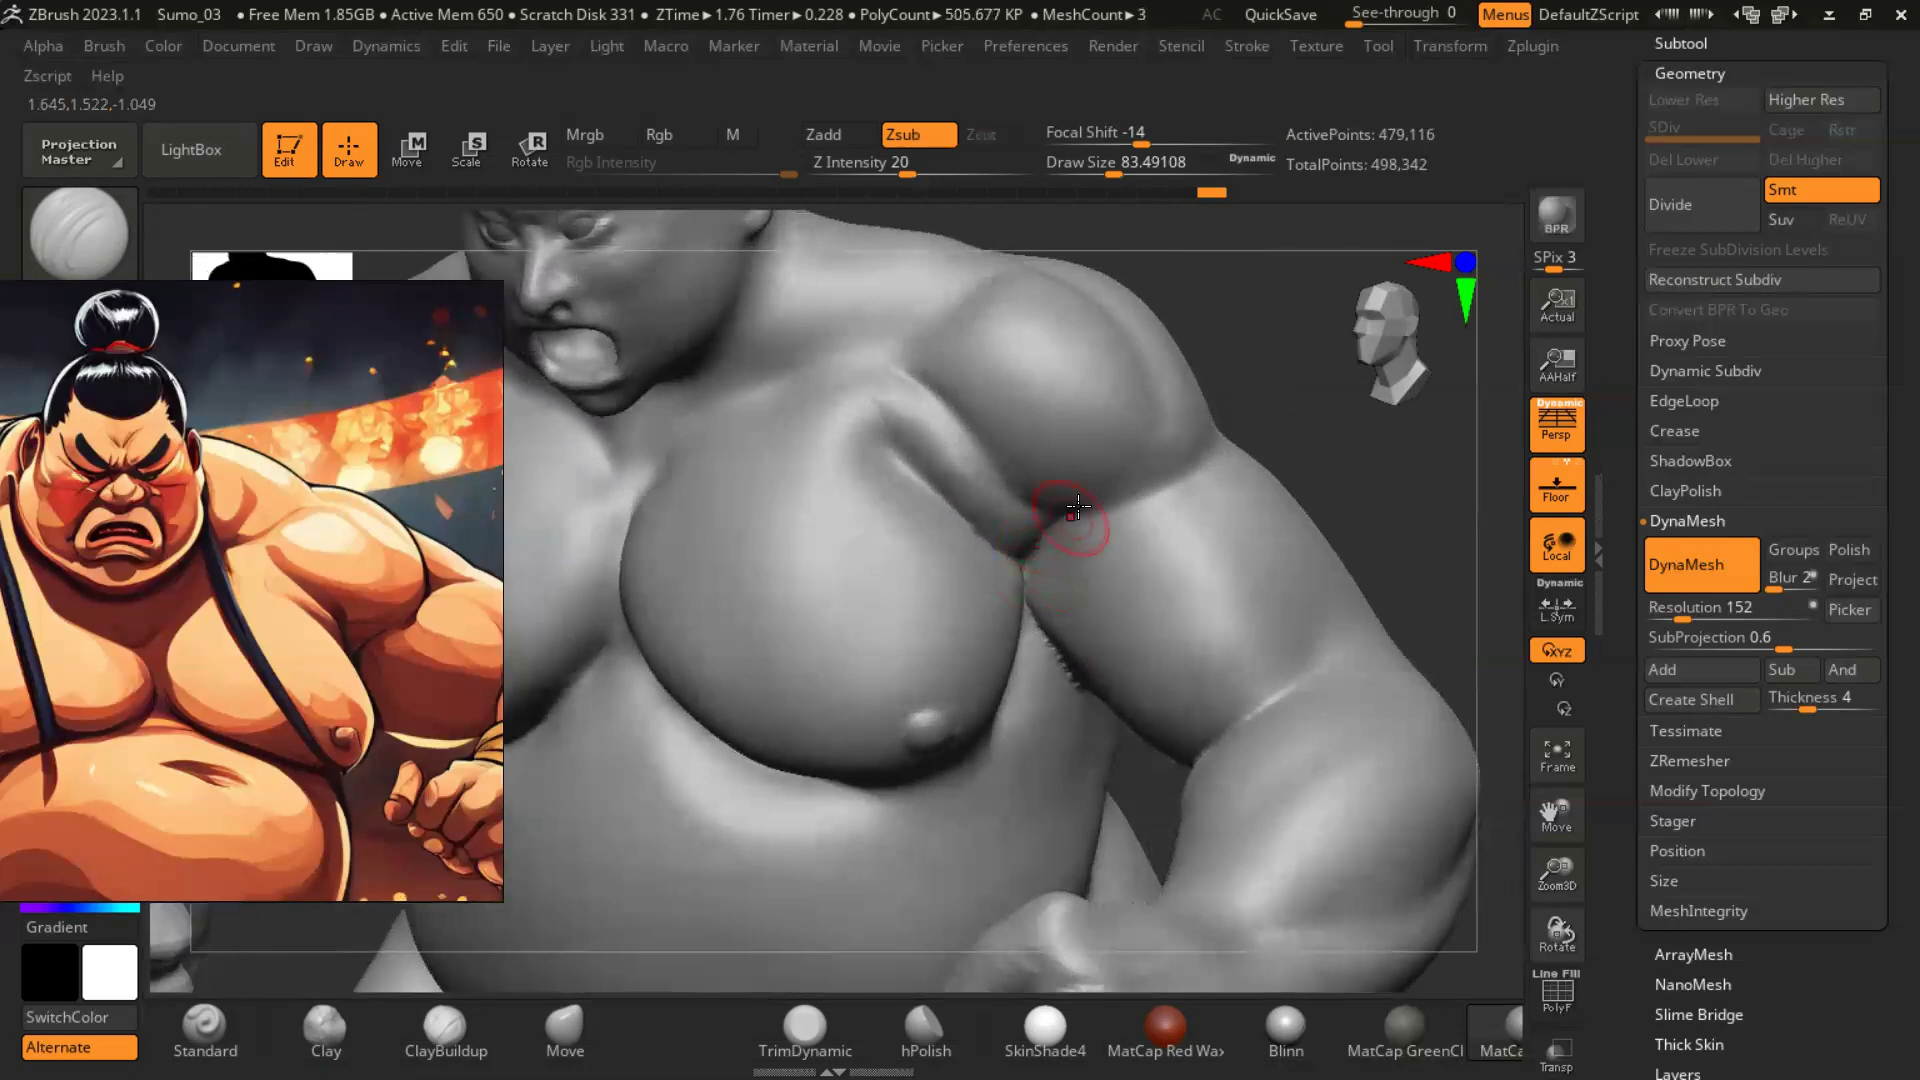 ZBrush 2023.1.1 Sumo_03 • Free Mem 1.85GB • Active Mem 650 • Scratch Disk 331 • ZTime►1.76 Timer►0.228 • PolyCount►505.677 KP • MeshCount►3 AC QuickSave See-through 0 Menus DefaultZScript
Alpha Brush Color Document Draw Dynamics Edit File Layer Light Macro Marker Material Movie Picker Preferences Render Stencil Stroke Texture Tool Transform Zplugin
Zscript Help
1.645,1.522,-1.049
Projection Master
LightBox
Edit
Draw
Move
Scale
Rotate
Mrgb Rgb M
Rgb Intensity
Zadd Zsub Zcut
Z Intensity 20
Focal Shift -14
Draw Size 83.49108 Dynamic
ActivePoints: 479,116
TotalPoints: 498,342
BPR
SPix 3
Actual
AAHalf
Dynamic
Persp
Floor
Local
Dynamic
L.Sym
XYZ
Frame
Move
Zoom3D
Rotate
Line Fill
PolyF
Transp
Subtool
Geometry
Lower Res Higher Res
SDiv Cage Rstr
Del Lower Del Higher
Divide Smt
Suv ReUV
Freeze SubDivision Levels
Reconstruct Subdiv
Convert BPR To Geo
Proxy Pose
Dynamic Subdiv
EdgeLoop
Crease
ShadowBox
ClayPolish
DynaMesh
DynaMesh Groups Polish
Blur 2 Project
Resolution 152 Picker
SubProjection 0.6
Add Sub And
Create Shell Thickness 4
Tessimate
ZRemesher
Modify Topology
Stager
Position
Size
MeshIntegrity
ArrayMesh
NanoMesh
Slime Bridge
Thick Skin
Layers
Gradient
SwitchColor
Alternate
Standard Clay ClayBuildup Move TrimDynamic hPolish SkinShade4 MatCap Red Wax Blinn MatCap GreenCl MatCa